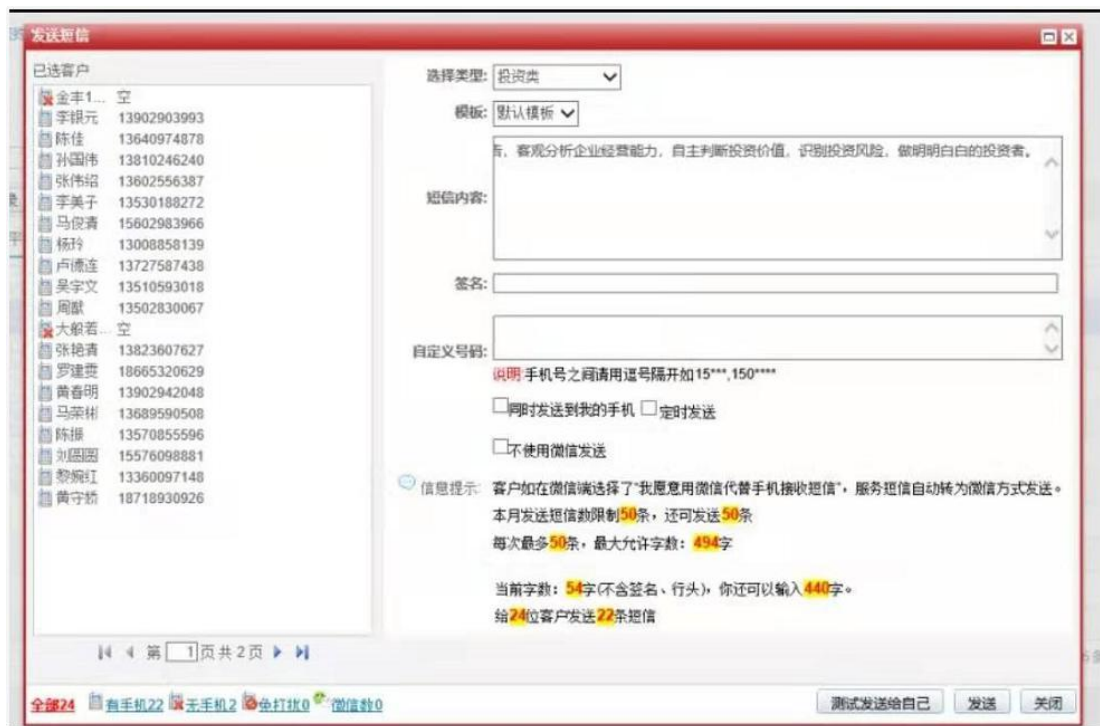 发送短信
已选客户
金丰1... 空
李银元 13902903993
陈佳 13640974878
孙国伟 13810246240
张伟绍 13602556387
李美子 13530188272
马俊清 15602983966
杨玲 13008858139
卢德连 13727587438
吴宇文 13510593018
周猷 13502830067
大般若... 空
张艳清 13823607627
罗建雲 18665320629
黄春明 13902942048
马荣彬 13689590508
陈振 13570855596
刘圆圆 15576098881
黎婉红 13360097148
黄守娇 18718930926
第 1 页共2页
全部24 有手机22 无手机2 免打扰0 微信数0
选择类型: 投资类
模板: 默认模板
短信内容: 、客观分析企业经营能力，自主判断投资价值，识别投资风险，做明明白白的投资者。
签名:
自定义号码:
说明:手机号之间请用逗号隔开如15***,150****
同时发送到我的手机 定时发送
不使用微信发送
信息提示: 客户如在微信端选择了“我愿意用微信代替手机接收短信”，服务短信自动转为微信方式发送。
本月发送短信数限制50条，还可发送50条
每次最多50条，最大允许字数：494字
当前字数：54字(不含签名、行头)，你还可以输入440字。
给24位客户发送22条短信
测试发送给自己 发送 关闭